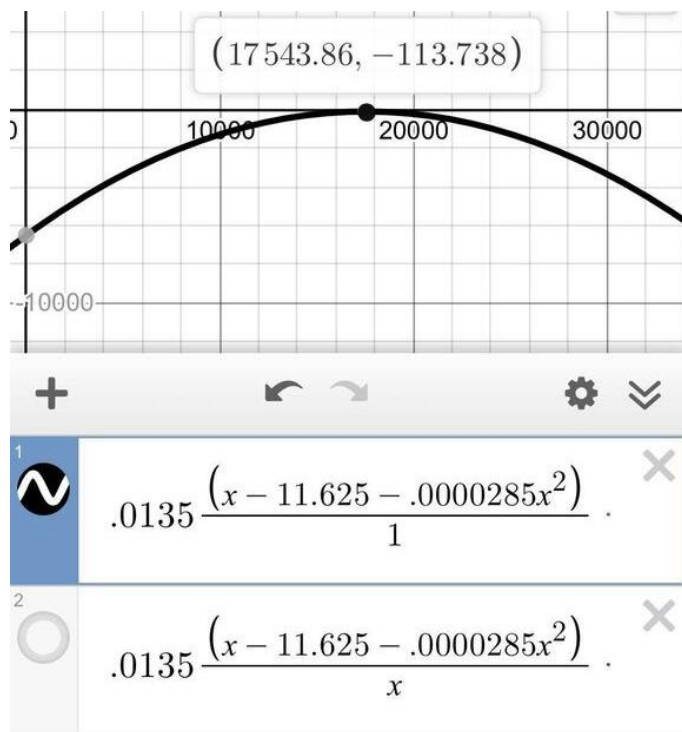 (17543.86, −113.738)
0 10000 20000 30000
-10000
1
.0135 (x − 11.625 − .0000285x²) / 1 ·
2
.0135 (x − 11.625 − .0000285x²) / x ·